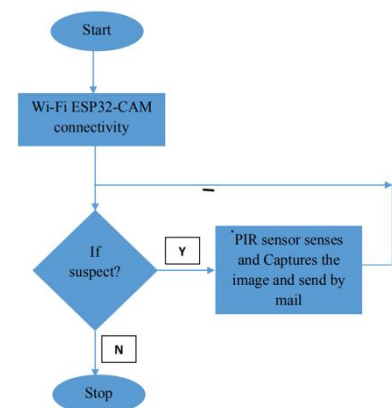 Start
Wi-Fi ESP32-CAM
connectivity
If
suspect?
Y
PIR sensor senses
and Captures the
image and send by
mail
N
Stop